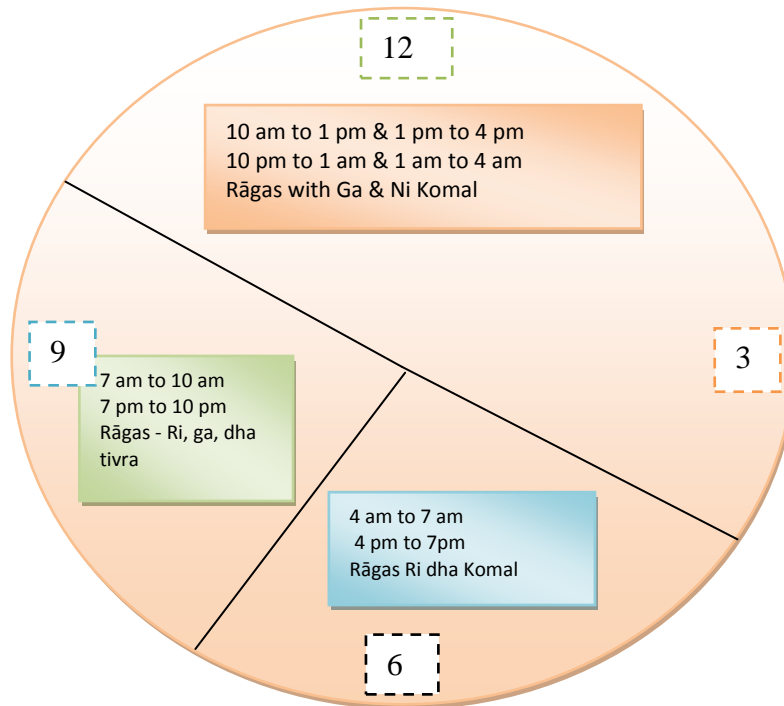 12
10 am to 1 pm & 1 pm to 4 pm
10 pm to 1 am & 1 am to 4 am
Rāgas with Ga & Ni Komal
9
3
7 am to 10 am
7 pm to 10 pm
Rāgas - Ri, ga, dha
tivra
4 am to 7 am
4 pm to 7pm
Rāgas Ri dha Komal
6